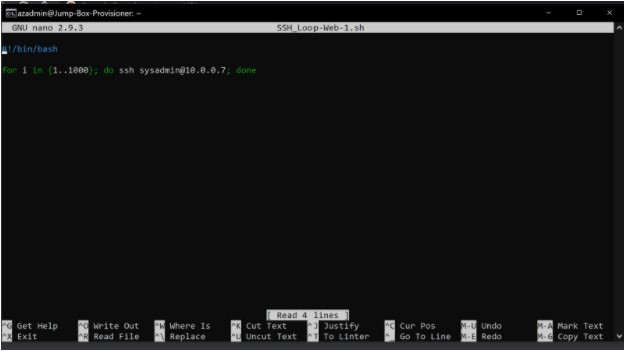 azadmin@Jump-Box-Provisioner: ~
GNU nano 2.9.3 SSH_Loop-Web-1.sh
#!/bin/bash
for i in {1..1000}; do ssh sysadmin@10.0.0.7; done
[ Read 4 lines ]
^G Get Help ^O Write Out ^W Where Is ^K Cut Text ^J Justify ^C Cur Pos M-U Undo M-A Mark Text
^X Exit ^R Read File ^\ Replace ^U Uncut Text ^T To Linter ^_ Go To Line M-E Redo M-6 Copy Text